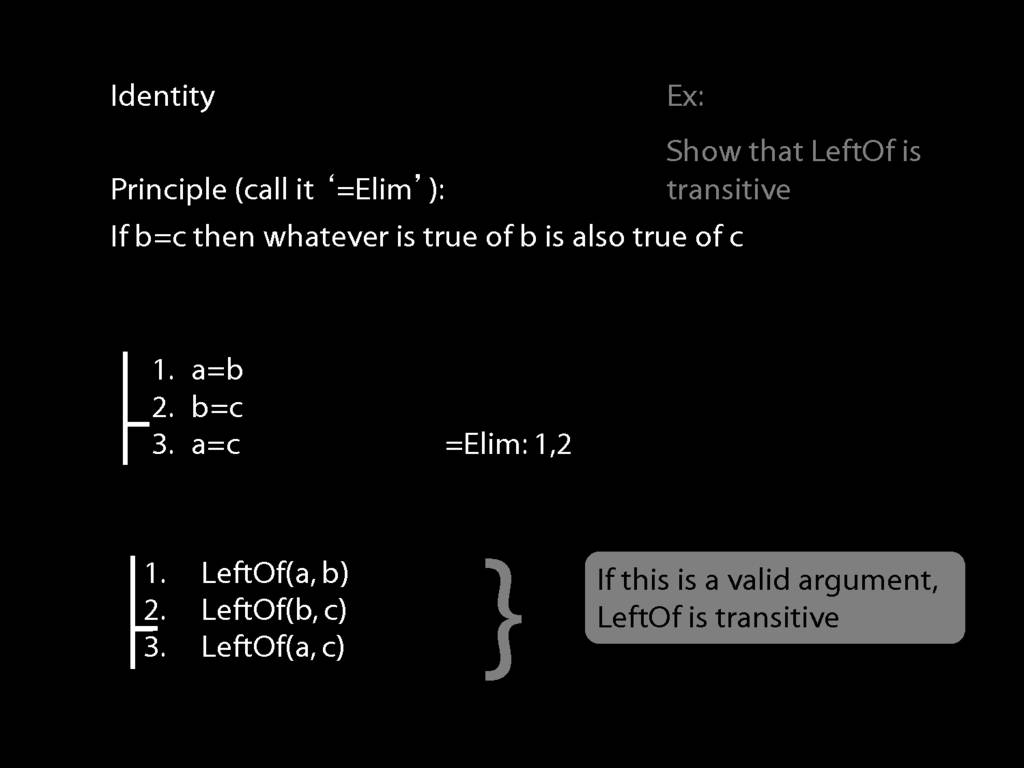 Identity
Ex:
Show that LeftOf is
transitive
Principle (call it ‘=Elim’ ):
If b=c then whatever is true of b is also true of c
1. a=b
2. b=c
3. a=c =Elim: 1,2
1. LeftOf(a, b)
2. LeftOf(b, c)
3. LeftOf(a, c)
}
If this is a valid argument,
LeftOf is transitive